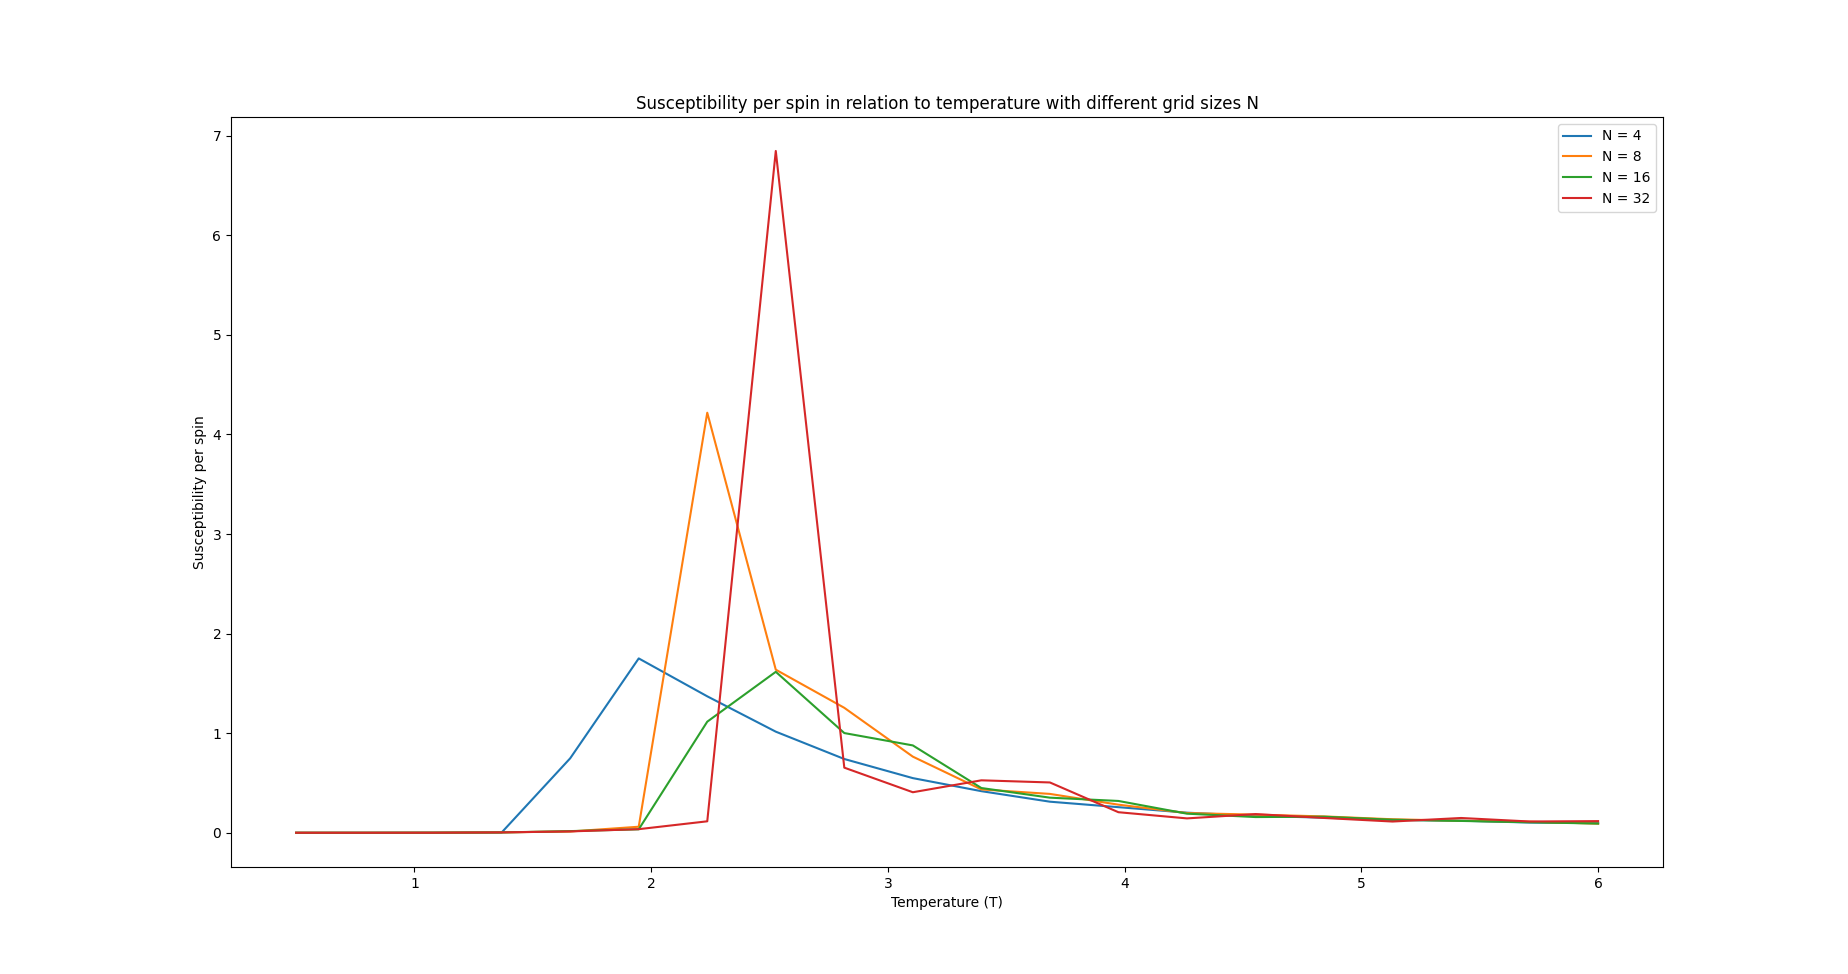 Susceptibility per spin in relation to temperature with different grid sizes N
7
6
5
4
3
2
1
0
Susceptibility per spin
N = 4
N = 8
N = 16
N = 32
1 2 3 4 5 6
Temperature (T)